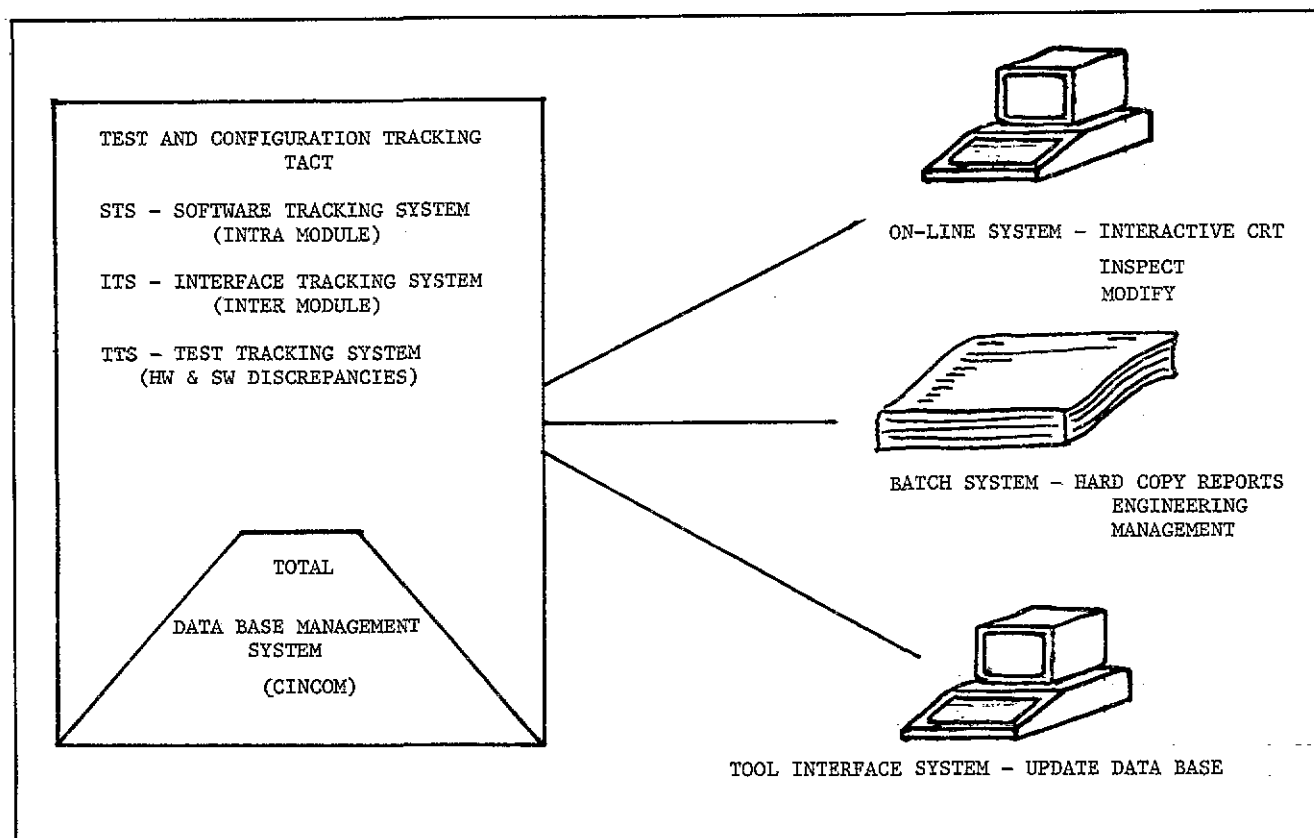 TEST AND CONFIGURATION TRACKING
TACT
STS - SOFTWARE TRACKING SYSTEM
(INTRA MODULE)
ITS - INTERFACE TRACKING SYSTEM
(INTER MODULE)
TTS - TEST TRACKING SYSTEM
(HW & SW DISCREPANCIES)
TOTAL
DATA BASE MANAGEMENT
SYSTEM
(CINCOM)
ON-LINE SYSTEM - INTERACTIVE CRT
INSPECT
MODIFY
BATCH SYSTEM - HARD COPY REPORTS
ENGINEERING
MANAGEMENT
TOOL INTERFACE SYSTEM - UPDATE DATA BASE